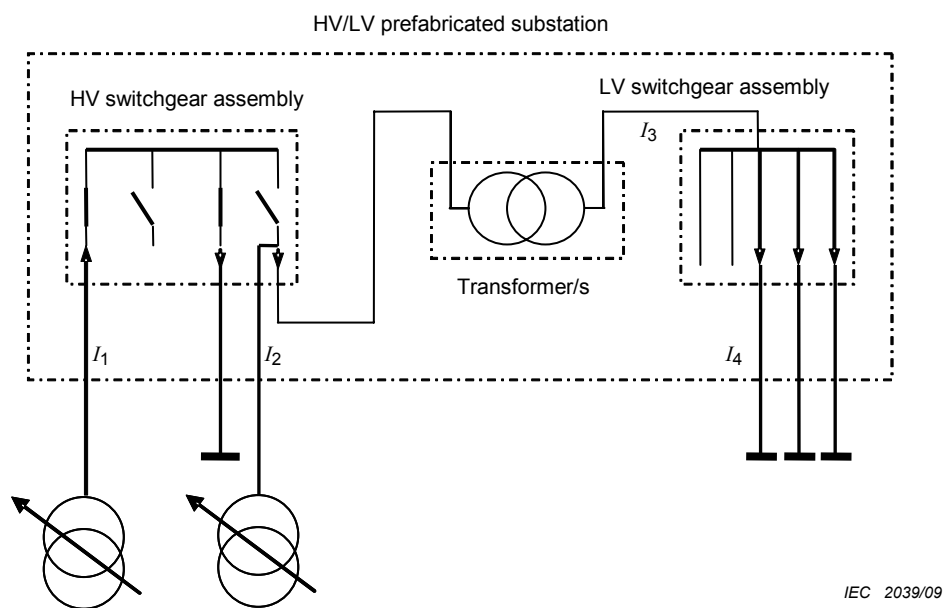 HV/LV prefabricated substation
HV switchgear assembly
LV switchgear assembly
I3
Transformer/s
I1
I2
I4
IEC 2039/09